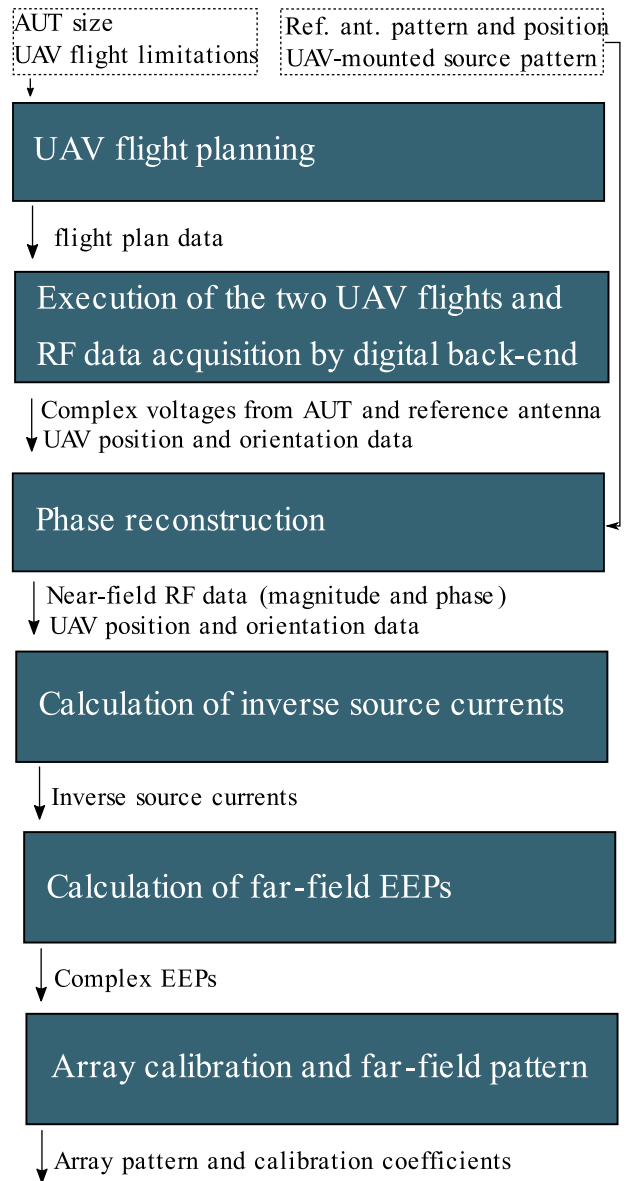 AUT size
UAV flight limitations
Ref. ant. pattern and position
UAV-mounted source pattern
UAV flight planning
flight plan data
Execution of the two UAV flights and
RF data acquisition by digital back-end
Complex voltages from AUT and reference antenna
UAV position and orientation data
Phase reconstruction
Near-field RF data (magnitude and phase)
UAV position and orientation data
Calculation of inverse source currents
Inverse source currents
Calculation of far-field EEPs
Complex EEPs
Array calibration and far-field pattern
Array pattern and calibration coefficients